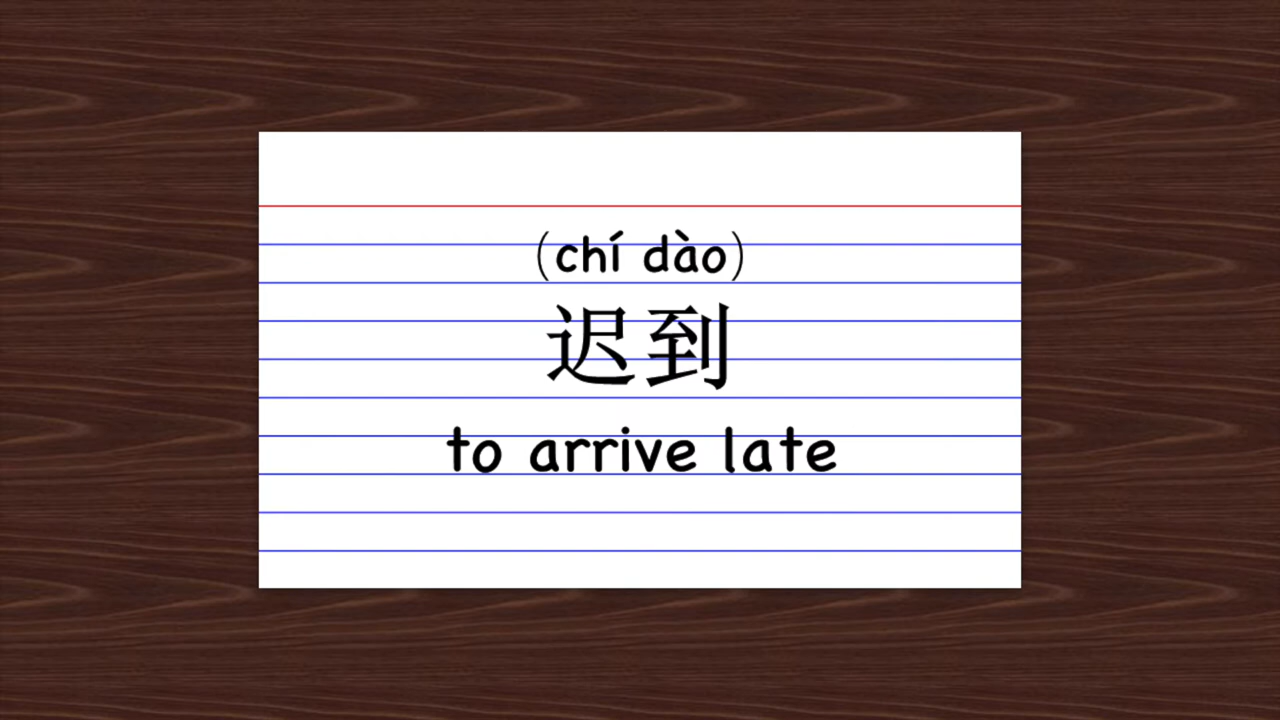 (chí dào)
迟到
to arrive late